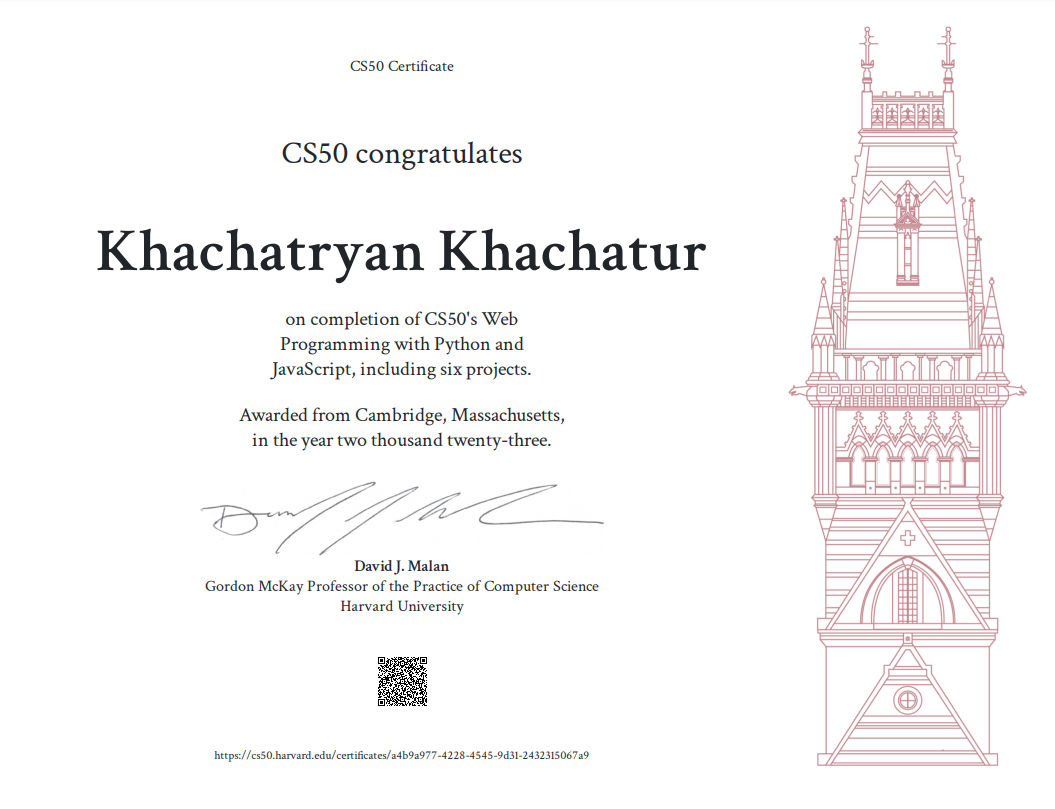 CS50 Certificate
CS50 congratulates
Khachatryan Khachatur
on completion of CS50's Web
Programming with Python and
JavaScript, including six projects.
Awarded from Cambridge, Massachusetts,
in the year two thousand twenty-three.
David J. Malan
Gordon McKay Professor of the Practice of Computer Science
Harvard University
https://cs50.harvard.edu/certificates/a4b9a977-4228-4545-9d31-2432315067a9